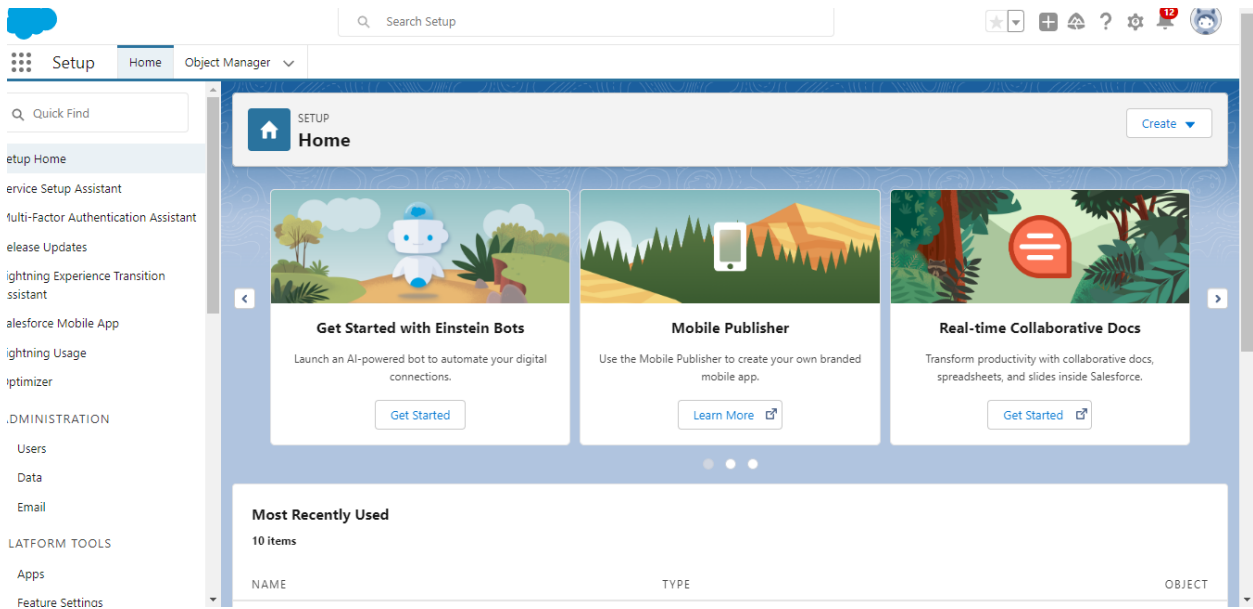 Search Setup
12
Setup
Home
Object Manager
Quick Find
etup Home
ervice Setup Assistant
Multi-Factor Authentication Assistant
elease Updates
ightning Experience Transition
ssistant
alesforce Mobile App
ightning Usage
Optimizer
ADMINISTRATION
Users
Data
Email
LATFORM TOOLS
Apps
Feature Settings
SETUP
Home
Create
Get Started with Einstein Bots
Launch an AI-powered bot to automate your digital
connections.
Get Started
Mobile Publisher
Use the Mobile Publisher to create your own branded
mobile app.
Learn More
Real-time Collaborative Docs
Transform productivity with collaborative docs,
spreadsheets, and slides inside Salesforce.
Get Started
Most Recently Used
10 items
NAME TYPE OBJECT